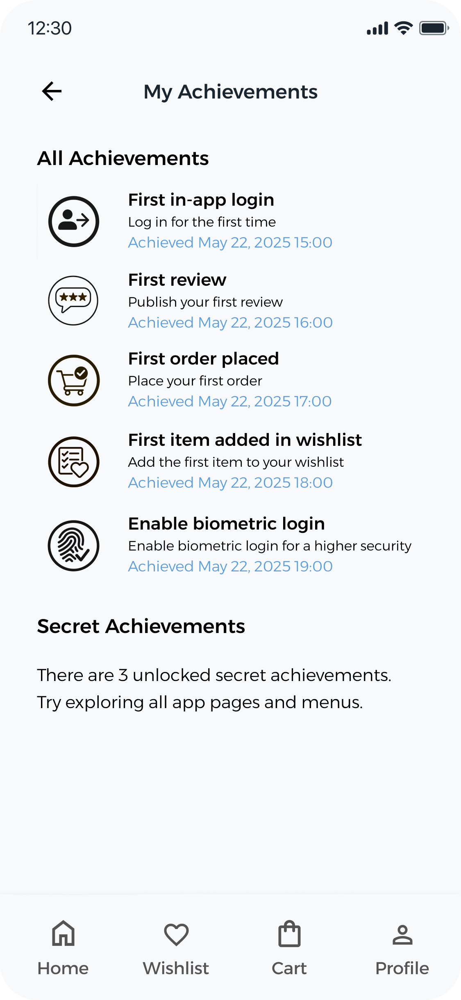 12:30
My Achievements
All Achievements
First in-app login
Log in for the first time
Achieved May 22, 2025 15:00
First review
Publish your first review
Achieved May 22, 2025 16:00
First order placed
Place your first order
Achieved May 22, 2025 17:00
First item added in wishlist
Add the first item to your wishlist
Achieved May 22, 2025 18:00
Enable biometric login
Enable biometric login for a higher security
Achieved May 22, 2025 19:00
Secret Achievements
There are 3 unlocked secret achievements.
Try exploring all app pages and menus.
Home Wishlist Cart Profile